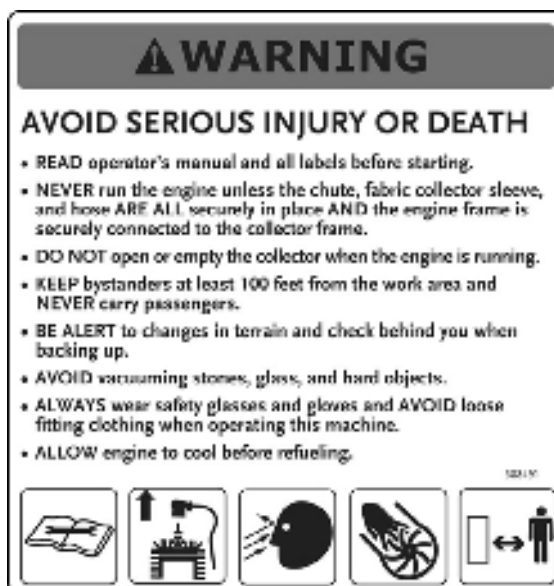 WARNING
AVOID SERIOUS INJURY OR DEATH
• READ operator's manual and all labels before starting.
• NEVER run the engine unless the chute, fabric collector sleeve,
and hose ARE ALL securely in place AND the engine frame is
securely connected to the collector frame.
• DO NOT open or empty the collector when the engine is running.
• KEEP bystanders at least 100 feet from the work area and
NEVER carry passengers.
• BE ALERT to changes in terrain and check behind you when
backing up.
• AVOID vacuuming stones, glass, and hard objects.
• ALWAYS wear safety glasses and gloves and AVOID loose
fitting clothing when operating this machine.
• ALLOW engine to cool before refueling.